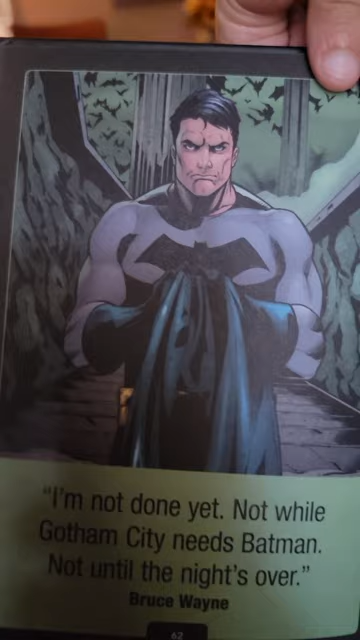 “I’m not done yet. Not while
Gotham City needs Batman.
Not until the night’s over.”
Bruce Wayne